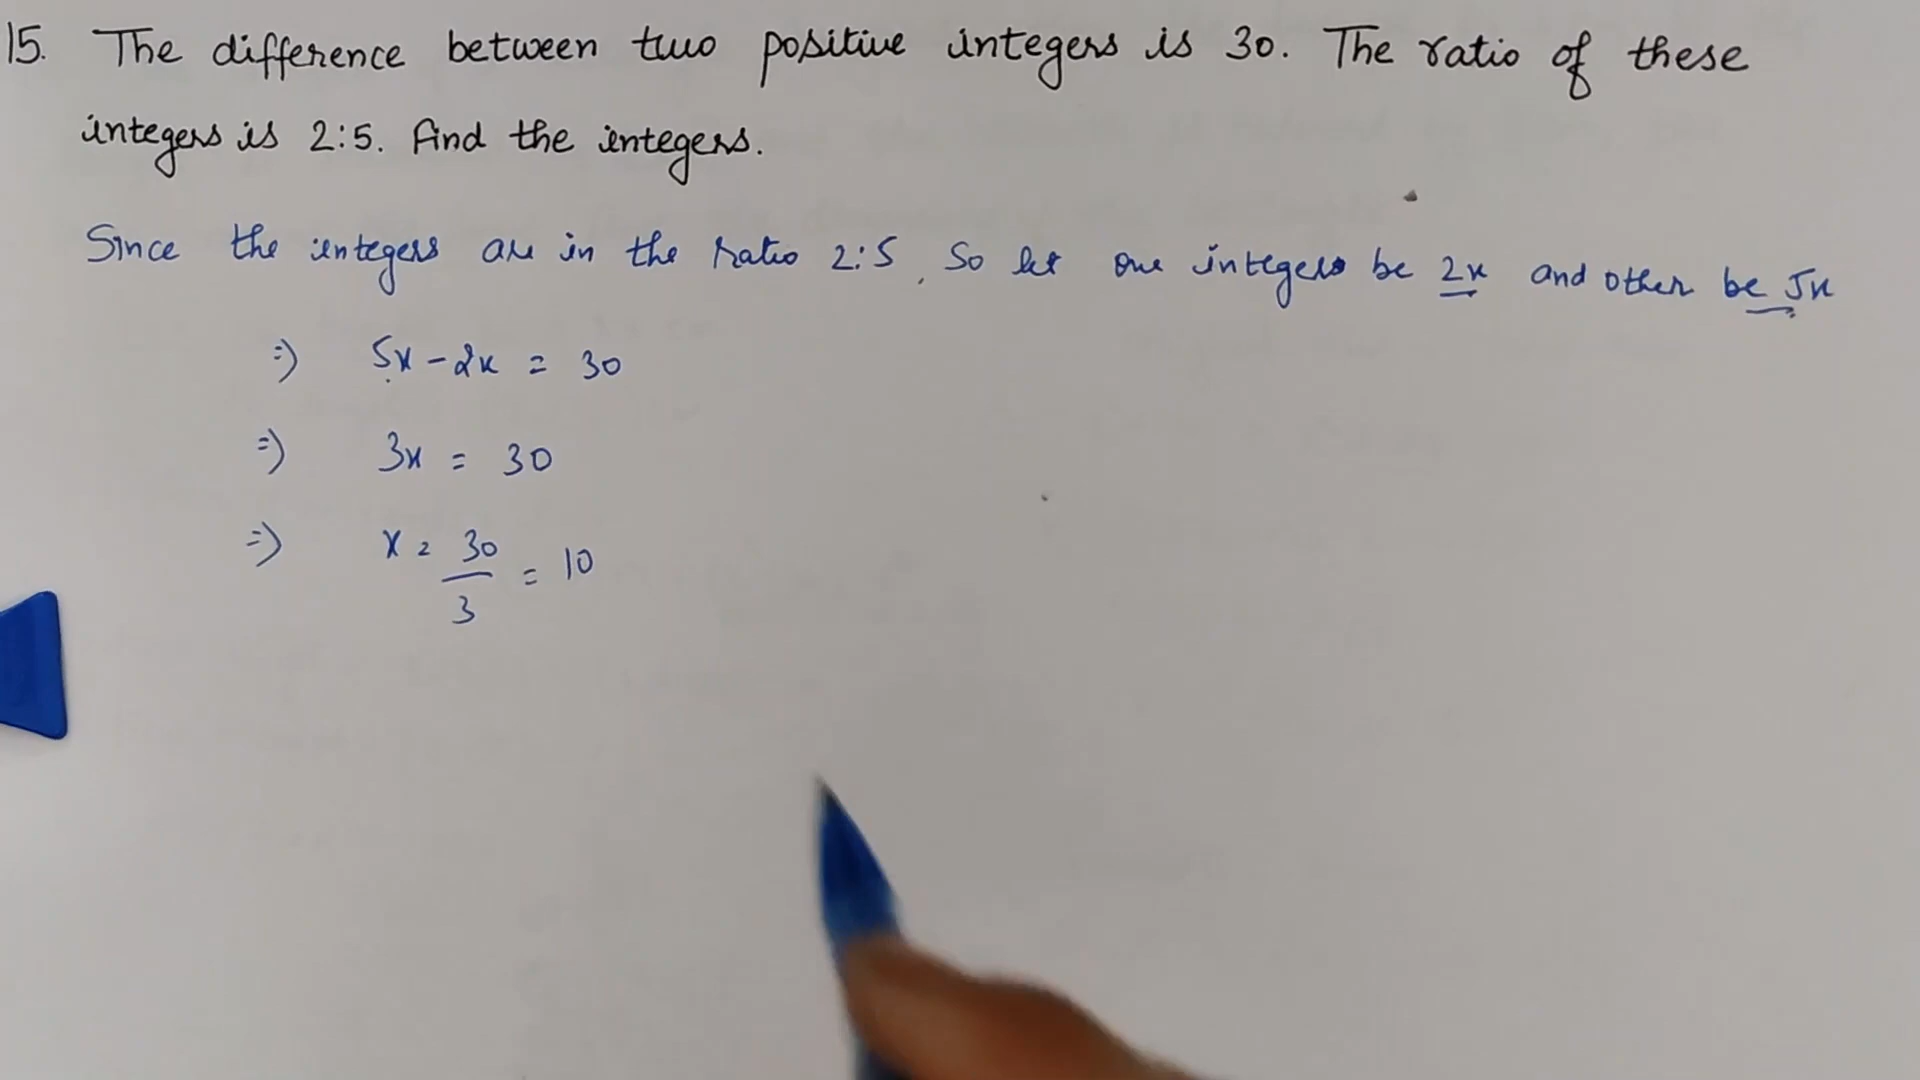 15. The difference between two positive integers is 30. The ratio of these
integers is 2:5. Find the integers.
Since the integers are in the ratio 2:5, So let one integers be 2x and other be 5x
=> 5x - 2x = 30
=> 3x = 30
=> x = 30/3 = 10